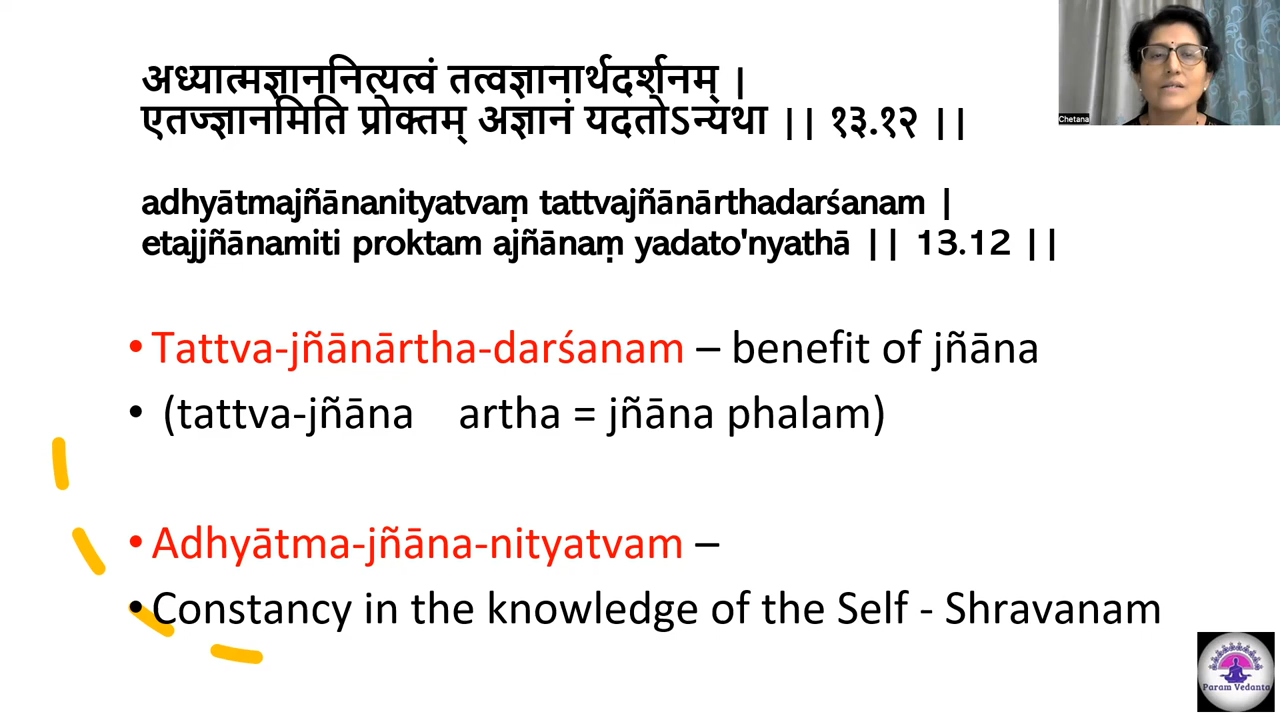 अध्यात्मज्ञाननित्यत्वं तत्वज्ञानार्थदर्शनम् |
एतज्ज्ञानमिति प्रोक्तम् अज्ञानं यदतोऽन्यथा || १३.१२ ||
adhyātmajñānanityatvaṃ tattvajñānārthadarśanam |
etajjñānamiti proktam ajñānaṃ yadato'nyathā || 13.12 ||
• Tattva-jñānārtha-darśanam – benefit of jñāna
• (tattva-jñāna artha = jñāna phalam)
• Adhyātma-jñāna-nityatvam –
• Constancy in the knowledge of the Self - Shravanam
Chetana
Param Vedanta